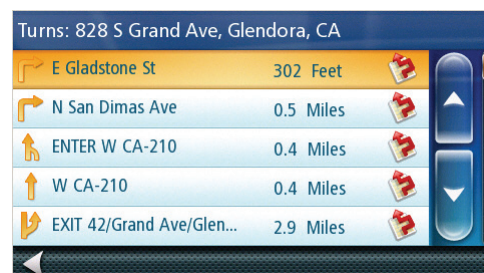 Turns: 828 S Grand Ave, Glendora, CA
E Gladstone St 302 Feet
N San Dimas Ave 0.5 Miles
ENTER W CA-210 0.4 Miles
W CA-210 0.4 Miles
EXIT 42/Grand Ave/Glen... 2.9 Miles